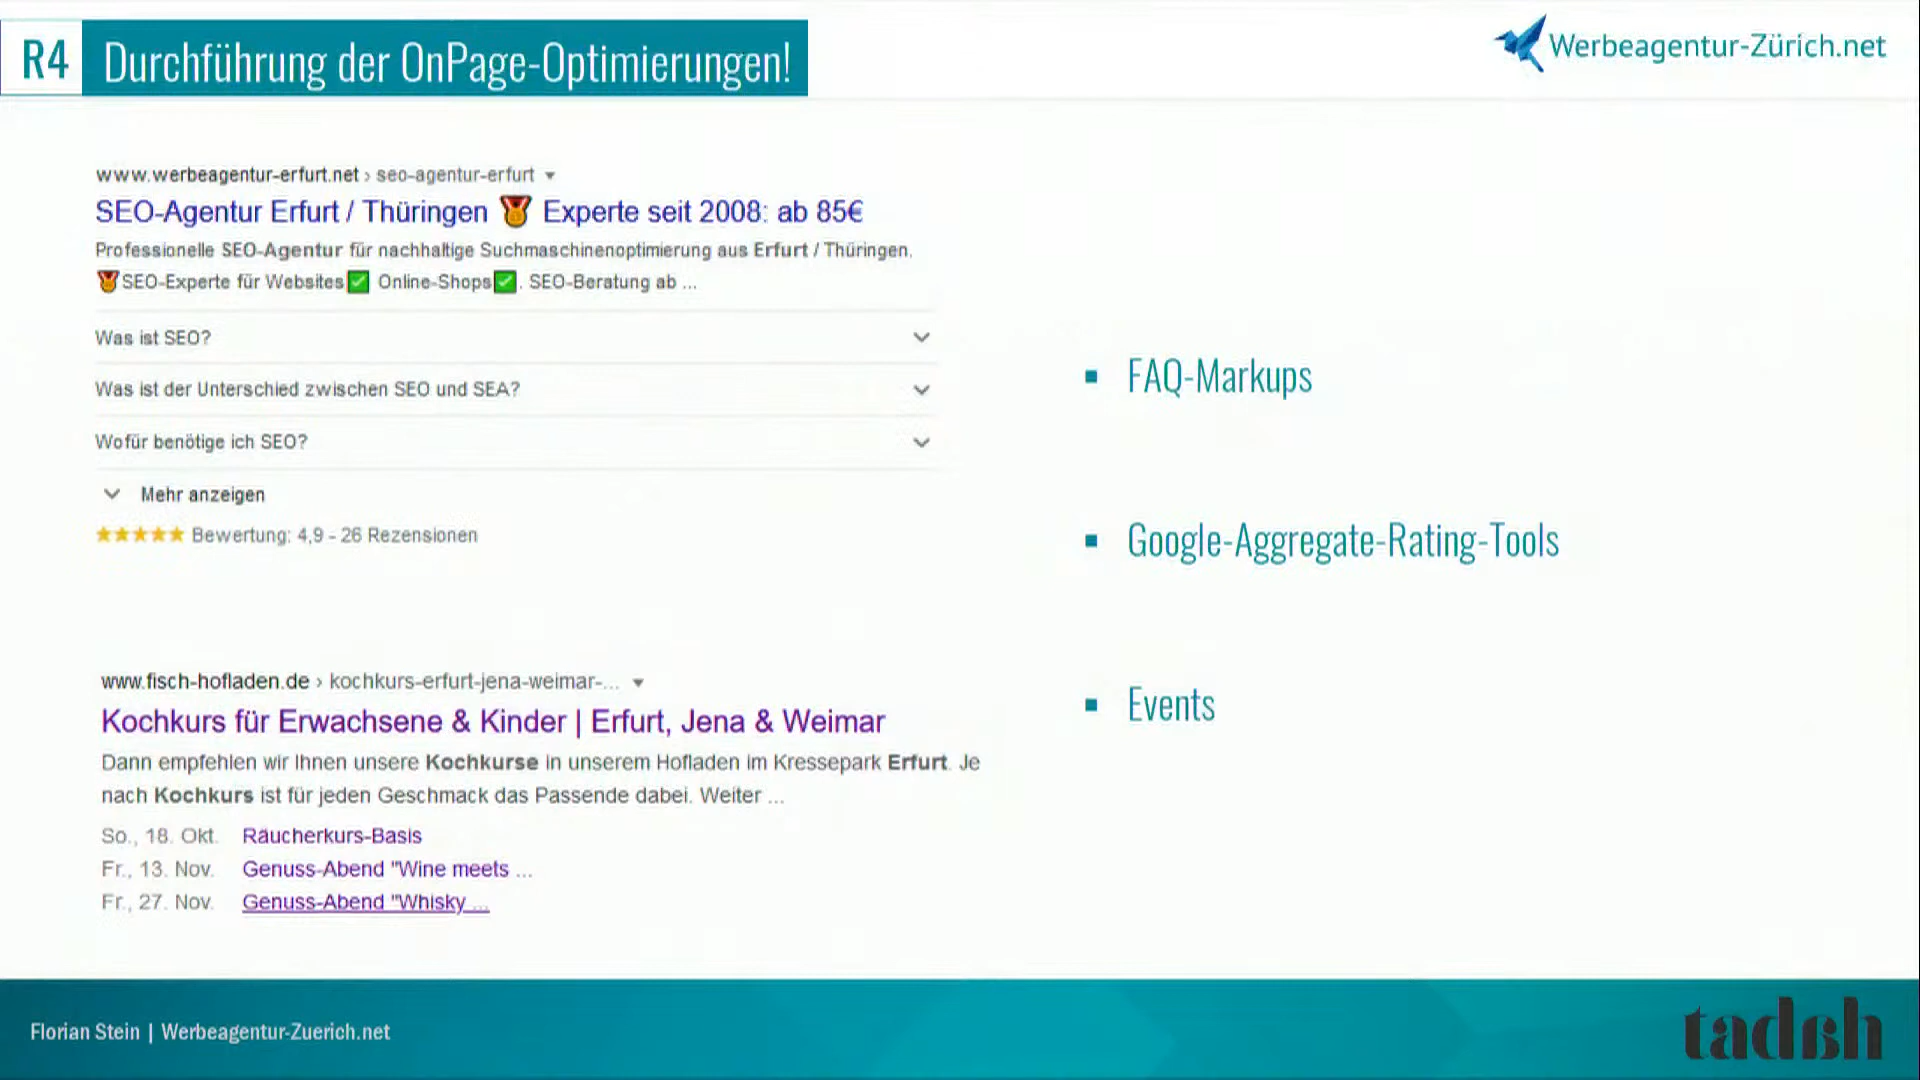 R4 Durchführung der OnPage-Optimierungen!
Werbeagentur-Zürich.net
www.werbeagentur-erfurt.net › seo-agentur-erfurt
SEO-Agentur Erfurt / Thüringen 🏅 Experte seit 2008: ab 85€
Professionelle SEO-Agentur für nachhaltige Suchmaschinenoptimierung aus Erfurt / Thüringen.
🏅SEO-Experte für Websites✅ Online-Shops✅. SEO-Beratung ab ...
Was ist SEO?
Was ist der Unterschied zwischen SEO und SEA?
Wofür benötige ich SEO?
Mehr anzeigen
★★★★★ Bewertung: 4,9 - 26 Rezensionen
www.fisch-hofladen.de › kochkurs-erfurt-jena-weimar-...
Kochkurs für Erwachsene & Kinder | Erfurt, Jena & Weimar
Dann empfehlen wir Ihnen unsere Kochkurse in unserem Hofladen im Kressepark Erfurt. Je
nach Kochkurs ist für jeden Geschmack das Passende dabei. Weiter ...
So., 18. Okt. Räucherkurs-Basis
Fr., 13. Nov. Genuss-Abend "Wine meets ...
Fr., 27. Nov. Genuss-Abend "Whisky ...
▪ FAQ-Markups
▪ Google-Aggregate-Rating-Tools
▪ Events
Florian Stein | Werbeagentur-Zuerich.net